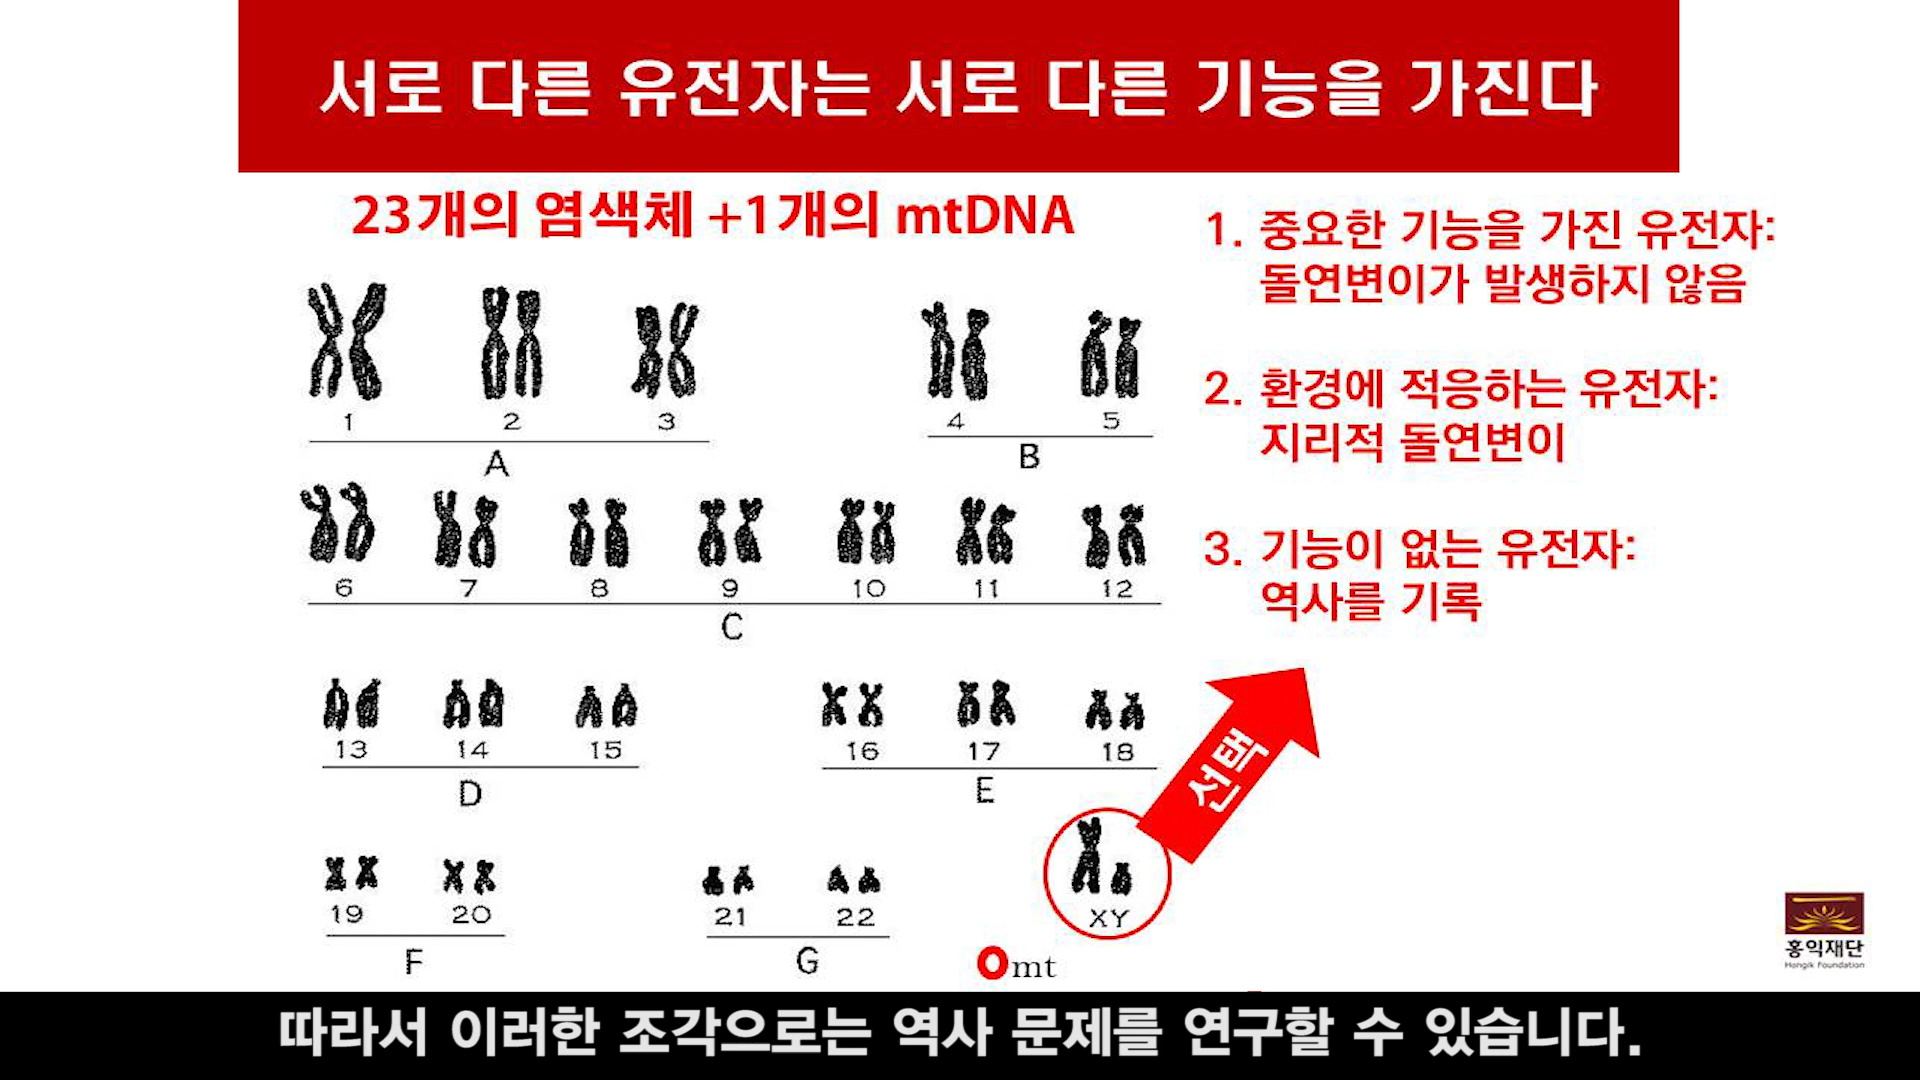 서로 다른 유전자는 서로 다른 기능을 가진다
23개의 염색체 +1개의 mtDNA
1. 중요한 기능을 가진 유전자:
돌연변이가 발생하지 않음
2. 환경에 적응하는 유전자:
지리적 돌연변이
3. 기능이 없는 유전자:
역사를 기록
1 2 3
A
4 5
B
6 7 8 9 10 11 12
C
13 14 15
D
16 17 18
E
선택
19 20
F
21 22
G
XY
mt
홍익재단
Hongik Foundation
따라서 이러한 조각으로는 역사 문제를 연구할 수 있습니다.